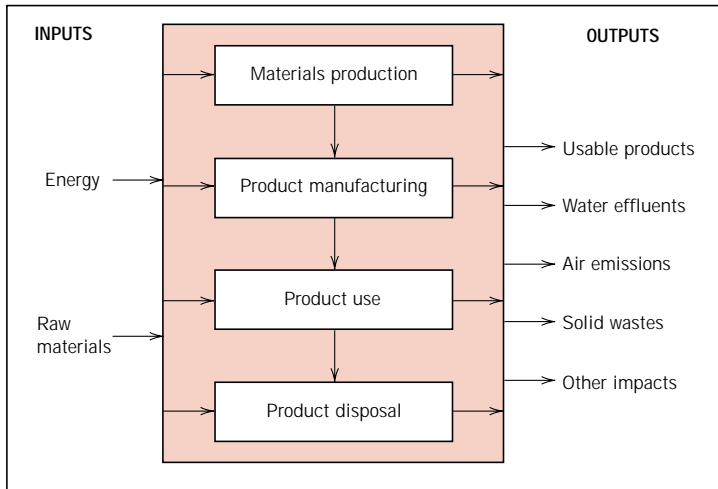 INPUTS
OUTPUTS
Materials production
Usable products
Energy
Product manufacturing
Water effluents
Air emissions
Product use
Raw
materials
Solid wastes
Other impacts
Product disposal